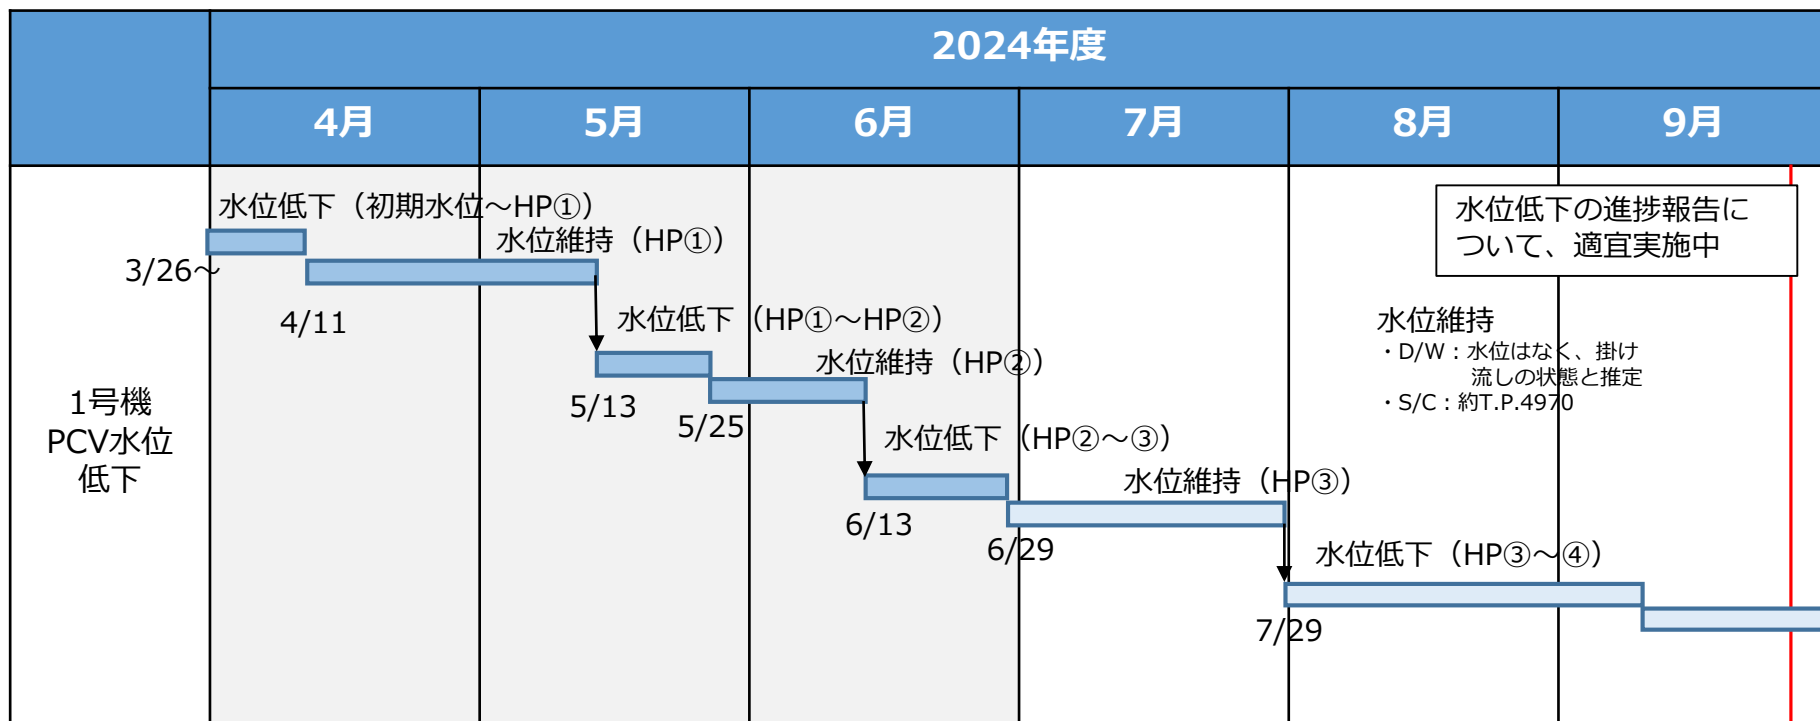 2024年度
4月
5月
6月
7月
8月
9月
1号機
PCV水位
低下
水位低下（初期水位～HP①）
3/26～
水位維持（HP①）
4/11
水位低下（HP①～HP②）
5/13
水位維持（HP②）
5/25
水位低下（HP②～③）
6/13
水位維持（HP③）
6/29
水位低下（HP③～④）
7/29
水位低下の進捗報告に
ついて、適宜実施中
水位維持
・D/W：水位はなく、掛け
流しの状態と推定
・S/C：約T.P.4970